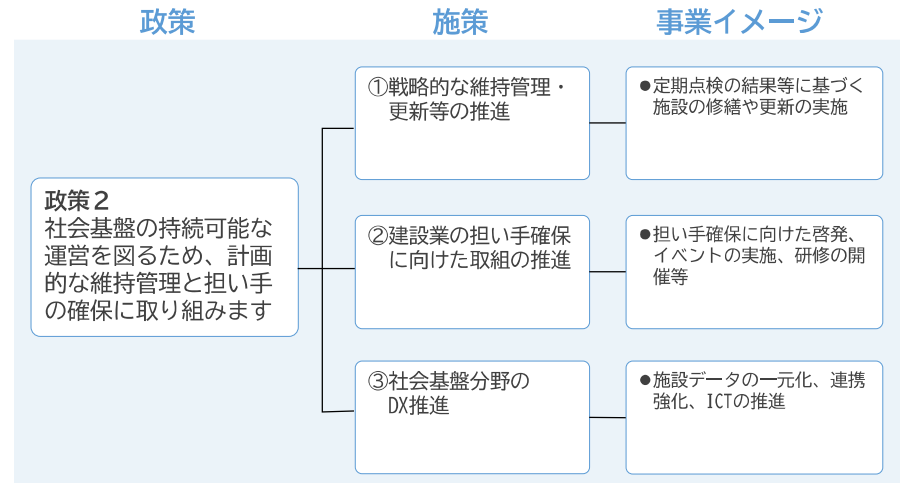 政策
施策
事業イメージ
政策２
社会基盤の持続可能な
運営を図るため、計画
的な維持管理と担い手
の確保に取り組みます
①戦略的な維持管理・
更新等の推進
●定期点検の結果等に基づく
施設の修繕や更新の実施
②建設業の担い手確保
に向けた取組の推進
●担い手確保に向けた啓発、
イベントの実施、研修の開
催等
③社会基盤分野の
DX推進
●施設データの一元化、連携
強化、ICTの推進